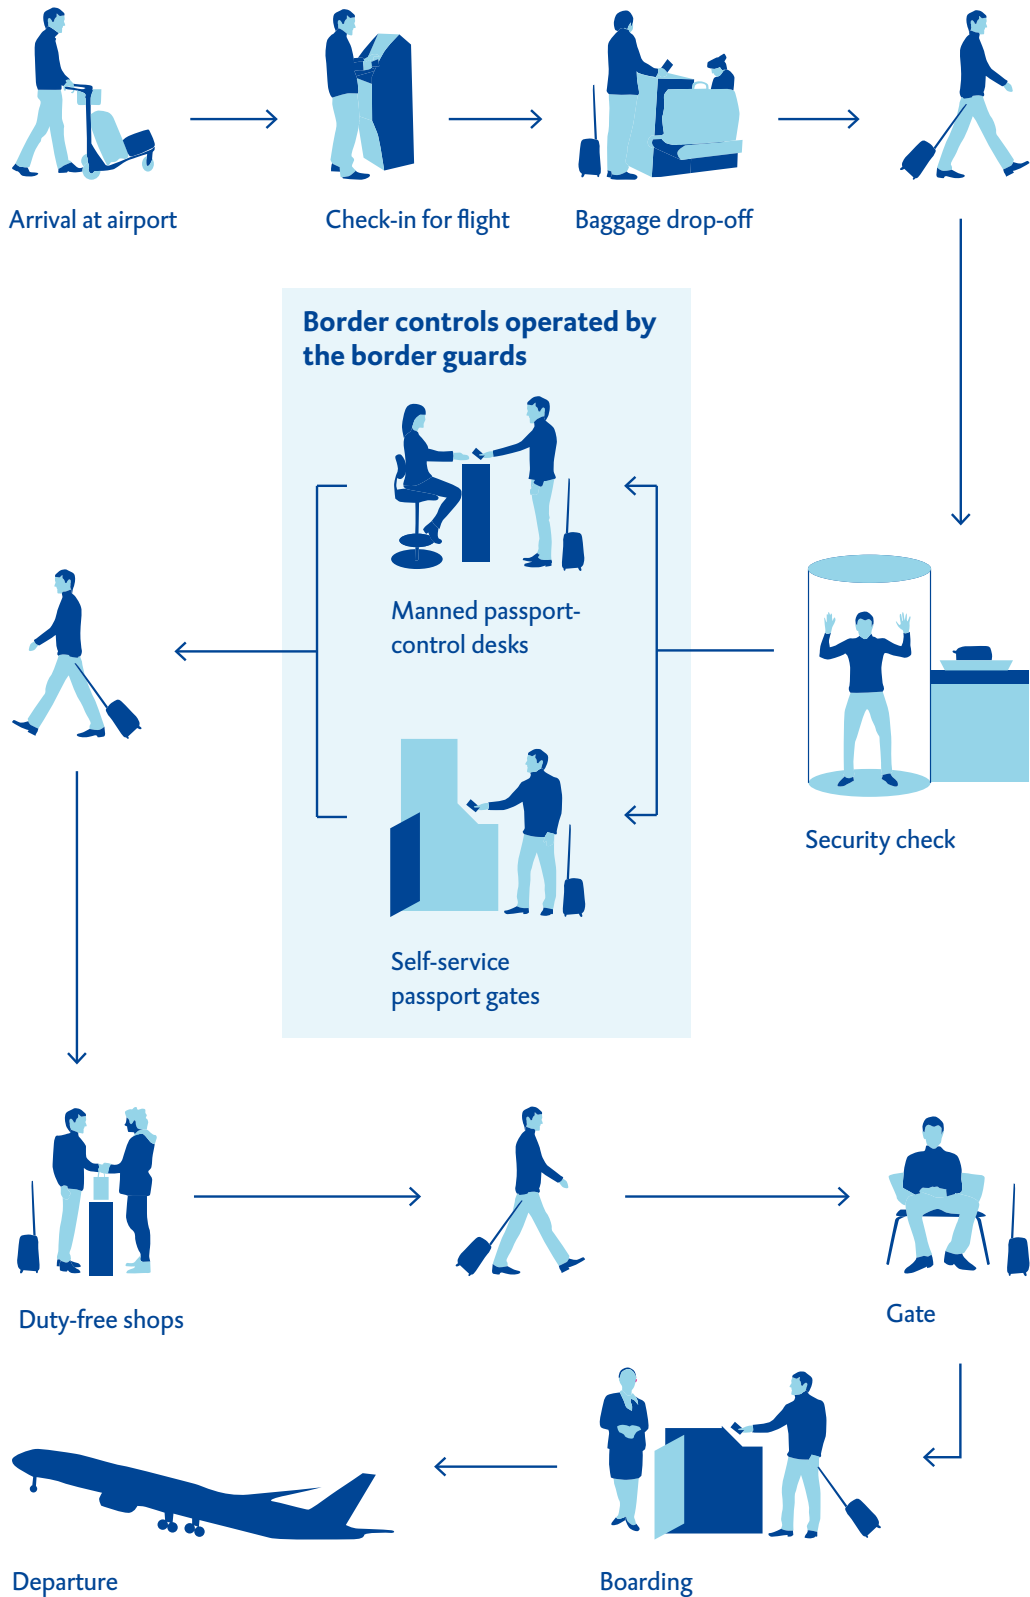 Arrival at airport
Check-in for flight
Baggage drop-off
Border controls operated by
the border guards
Manned passport-
control desks
Security check
Self-service
passport gates
Duty-free shops
Gate
Departure
Boarding